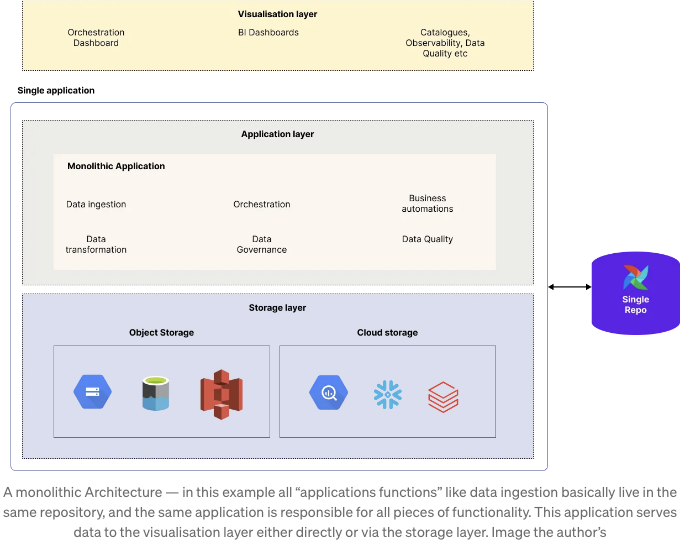 Visualisation layer
Orchestration
Dashboard
BI Dashboards
Catalogues,
Observability, Data
Quality etc
Single application
Application layer
Monolithic Application
Data ingestion
Orchestration
Business
automations
Data
transformation
Data
Governance
Data Quality
Storage layer
Object Storage
Cloud storage
Single
Repo
A monolithic Architecture — in this example all “applications functions” like data ingestion basically live in the
same repository, and the same application is responsible for all pieces of functionality. This application serves
data to the visualisation layer either directly or via the storage layer. Image the author’s